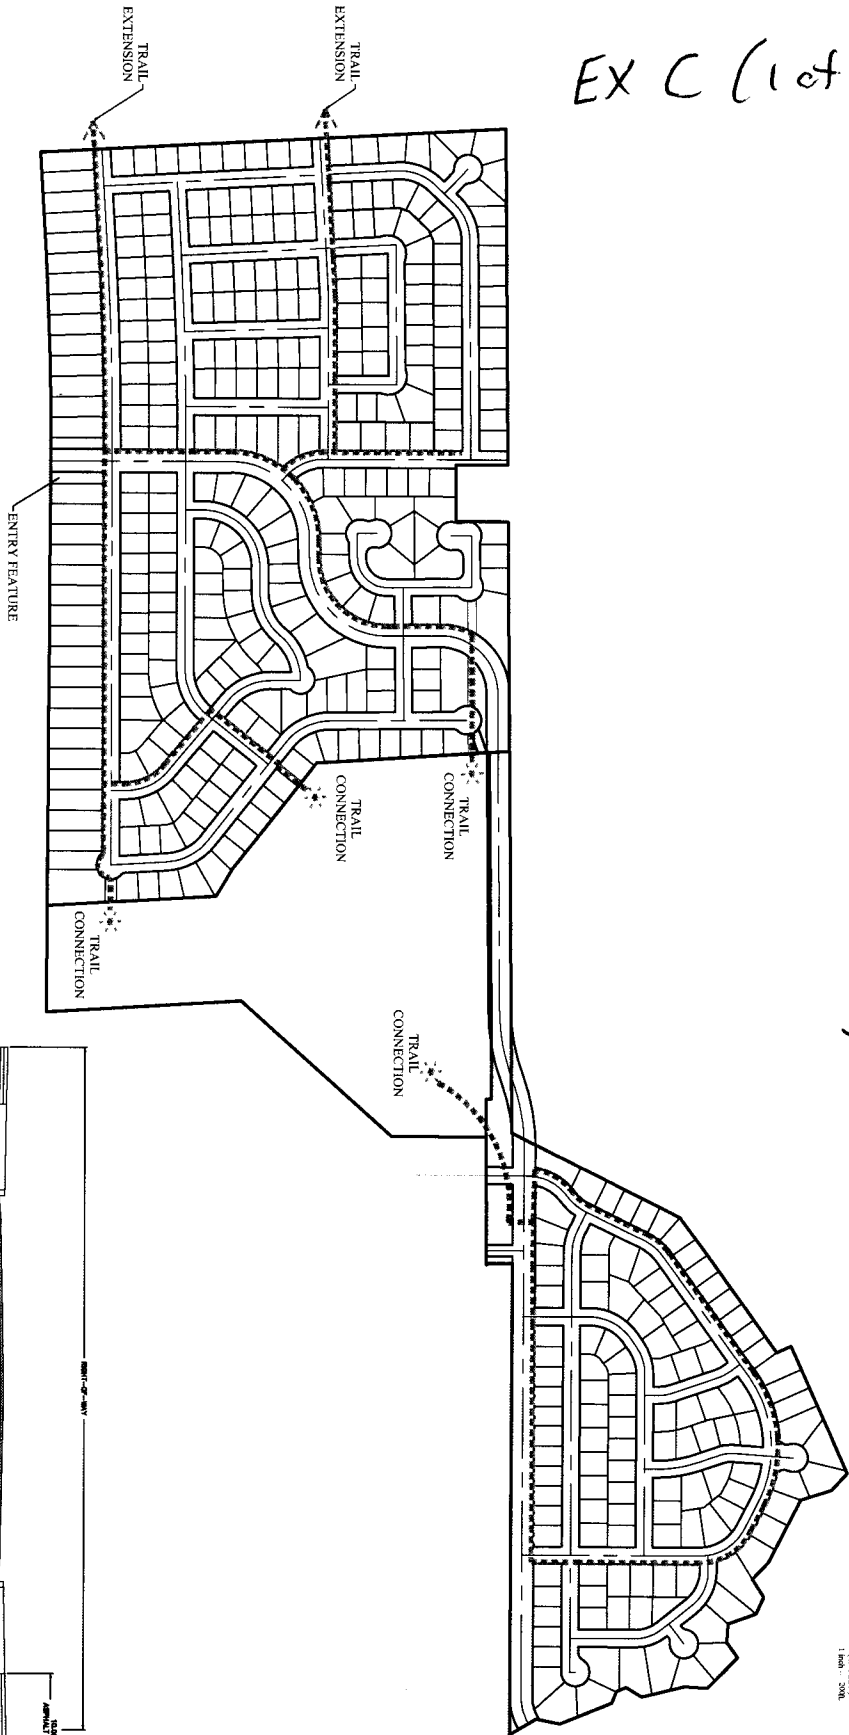 EX C (1 of
TRAIL
EXTENSION
TRAIL
EXTENSION
ENTRY FEATURE
TRAIL
CONNECTION
TRAIL
CONNECTION
TRAIL
CONNECTION
TRAIL
CONNECTION
RIGHT-OF-WAY
ASPHALT